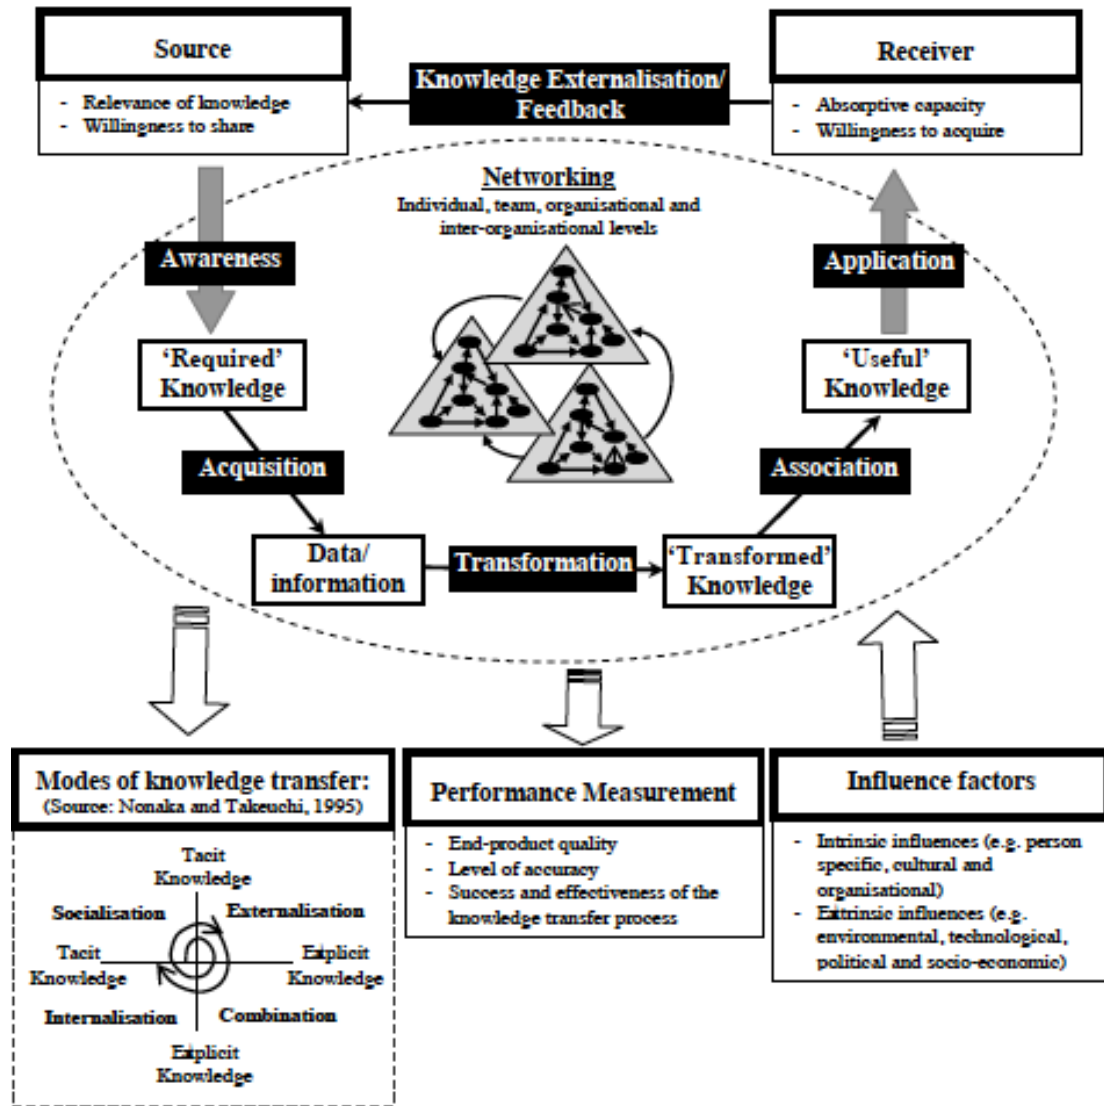 Source
- Relevance of knowledge
- Willingness to share
Knowledge Externalisation/
Feedback
Receiver
- Absorptive capacity
- Willingness to acquire
Networking
Individual, team, organisational and
inter-organisational levels
Awareness
Application
‘Required’
Knowledge
‘Useful’
Knowledge
Acquisition
Association
Data/
information
Transformation
‘Transformed’
Knowledge
Modes of knowledge transfer:
(Source: Nonaka and Takeuchi, 1995)
Tacit
Knowledge
Socialisation
Externalisation
Tacit
Knowledge
Explicit
Knowledge
Internalisation
Combination
Explicit
Knowledge
Performance Measurement
- End-product quality
- Level of accuracy
- Success and effectiveness of the
knowledge transfer process
Influence factors
- Intrinsic influences (e.g. person
specific, cultural and
organisational)
- Extrinsic influences (e.g.
environmental, technological,
political and socio-economic)